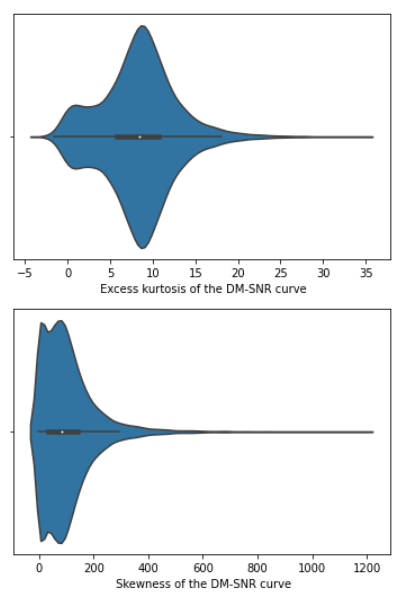 −5 0 5 10 15 20 25 30 35
Excess kurtosis of the DM-SNR curve
0 200 400 600 800 1000 1200
Skewness of the DM-SNR curve